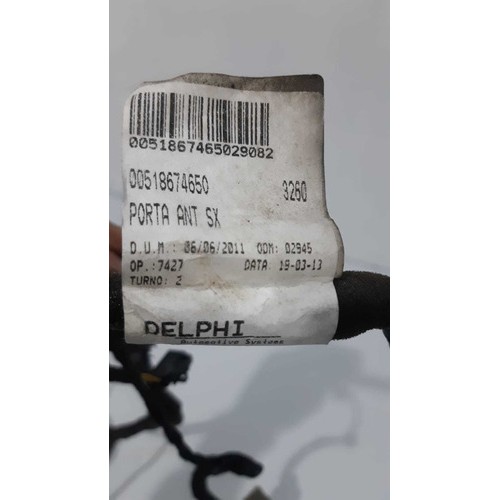 0051867465029082
00518674650 3260
PORTA ANT SX
D.U.M.: 06/06/2011 ODM: 02945
OP.:7427 DATA: 19-03-13
TURNO: 2
DELPHI
Automotive Systems